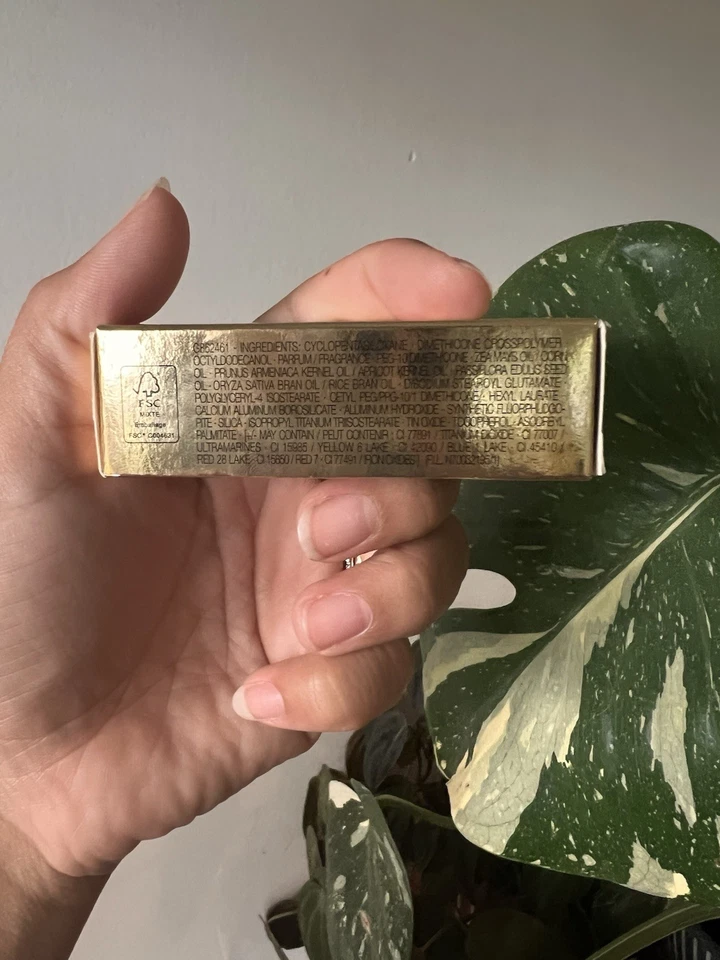 FSC
MIXTE
Emballage
FSC® C004631
INGREDIENTS: CYCLOPENTASILOXANE · DIMETHICONE CROSSPOLYMER
OCTYLDODECANOL · PARFUM / FRAGRANCE · PEG-10 DIMETHICONE · ZEA MAYS OIL / CORN
OIL · PRUNUS ARMENIACA KERNEL OIL / APRICOT KERNEL OIL · PASSIFLORA EDULIS SEED
OIL · ORYZA SATIVA BRAN OIL / RICE BRAN OIL · DISODIUM STEAROYL GLUTAMATE ·
POLYGLYCERYL-4 ISOSTEARATE · CETYL PEG/PPG-10/1 DIMETHICONE · HEXYL LAURATE
CALCIUM ALUMINUM BOROSILICATE · ALUMINUM HYDROXIDE · SYNTHETIC FLUORPHLOGO-
PITE · SILICA · ISOPROPYL TITANIUM TRIISOSTEARATE · TIN OXIDE · TOCOPHEROL · ASCORBYL
PALMITATE · [+/- MAY CONTAIN / PEUT CONTENIR : CI 77891 / TITANIUM DIOXIDE · CI 77007 /
ULTRAMARINES · CI 15985 / YELLOW 6 LAKE · CI 42090 / BLUE 1 LAKE · CI 45410 /
RED 28 LAKE · CI 15850 / RED 7 · CI 77491 / IRON OXIDES]